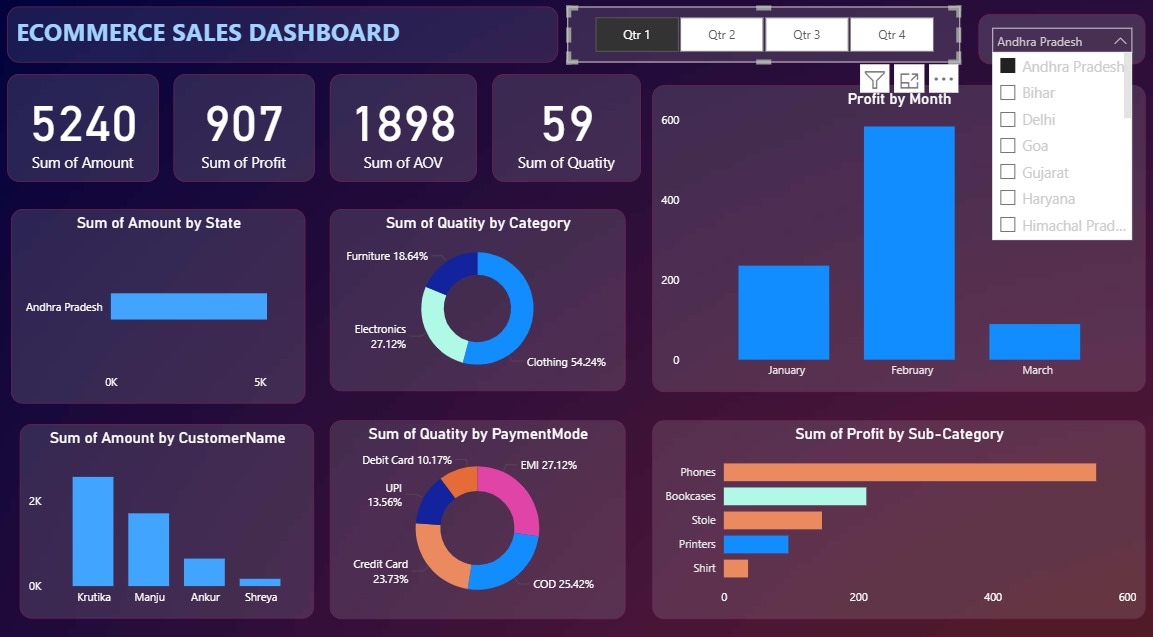 ECOMMERCE SALES DASHBOARD
Qtr 1
Qtr 2
Qtr 3
Qtr 4
Andhra Pradesh
Andhra Pradesh
Bihar
Delhi
Goa
Gujarat
Haryana
Himachal Prad...
5240
Sum of Amount
907
Sum of Profit
1898
Sum of AOV
59
Sum of Quatity
Profit by Month
600
400
200
0
January
February
March
Sum of Amount by State
Andhra Pradesh
0K
5K
Sum of Quatity by Category
Furniture 18.64%
Electronics
27.12%
Clothing 54.24%
Sum of Amount by CustomerName
2K
0K
Krutika
Manju
Ankur
Shreya
Sum of Quatity by PaymentMode
Debit Card 10.17%
EMI 27.12%
UPI
13.56%
Credit Card
23.73%
COD 25.42%
Sum of Profit by Sub-Category
Phones
Bookcases
Stole
Printers
Shirt
0
200
400
600